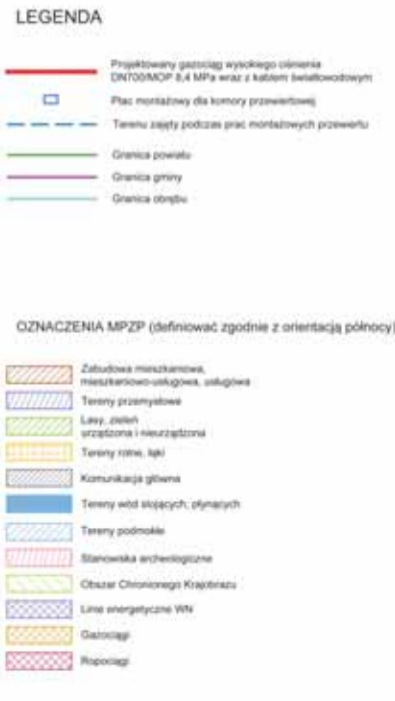 LEGENDA
Projektowany gazociąg wysokiego ciśnienia
DN700/MOP 8,4 MPa wraz z kablem światłowodowym
Plac montażowy dla komory przewiertowej
Terenu zajęty podczas prac montażowych przewiertu
Granica powiatu
Granica gminy
Granica obrębu
OZNACZENIA MPZP (definiować zgodnie z orientacją północy)
Zabudowa mieszkaniowa,
mieszkaniowo-usługowa, usługowa
Tereny przemysłowe
Lasy, zieleń
urządzona i nieurządzona
Tereny rolne, łąki
Komunikacja główna
Tereny wód stojących, płynących
Tereny podmokłe
Stanowiska archeologiczne
Obszar Chronionego Krajobrazu
Linie energetyczne WN
Gazociągi
Ropociągi